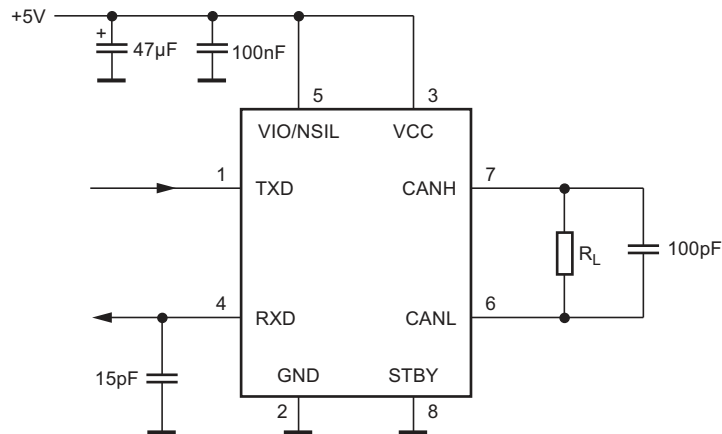 +5V
+
47µF
100nF
5
3
VIO/NSIL
VCC
1
7
TXD
CANH
RL
100pF
4
6
RXD
CANL
15pF
GND
STBY
2
8